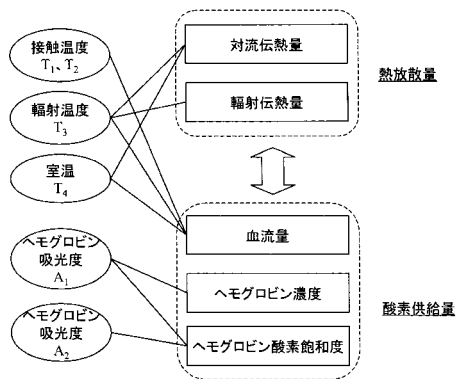 接触温度
T₁、T₂
輻射温度
T₃
室温
T₄
ヘモグロビン
吸光度
A₁
ヘモグロビン
吸光度
A₂
対流伝熱量
輻射伝熱量
熱放散量
血流量
ヘモグロビン濃度
ヘモグロビン酸素飽和度
酸素供給量